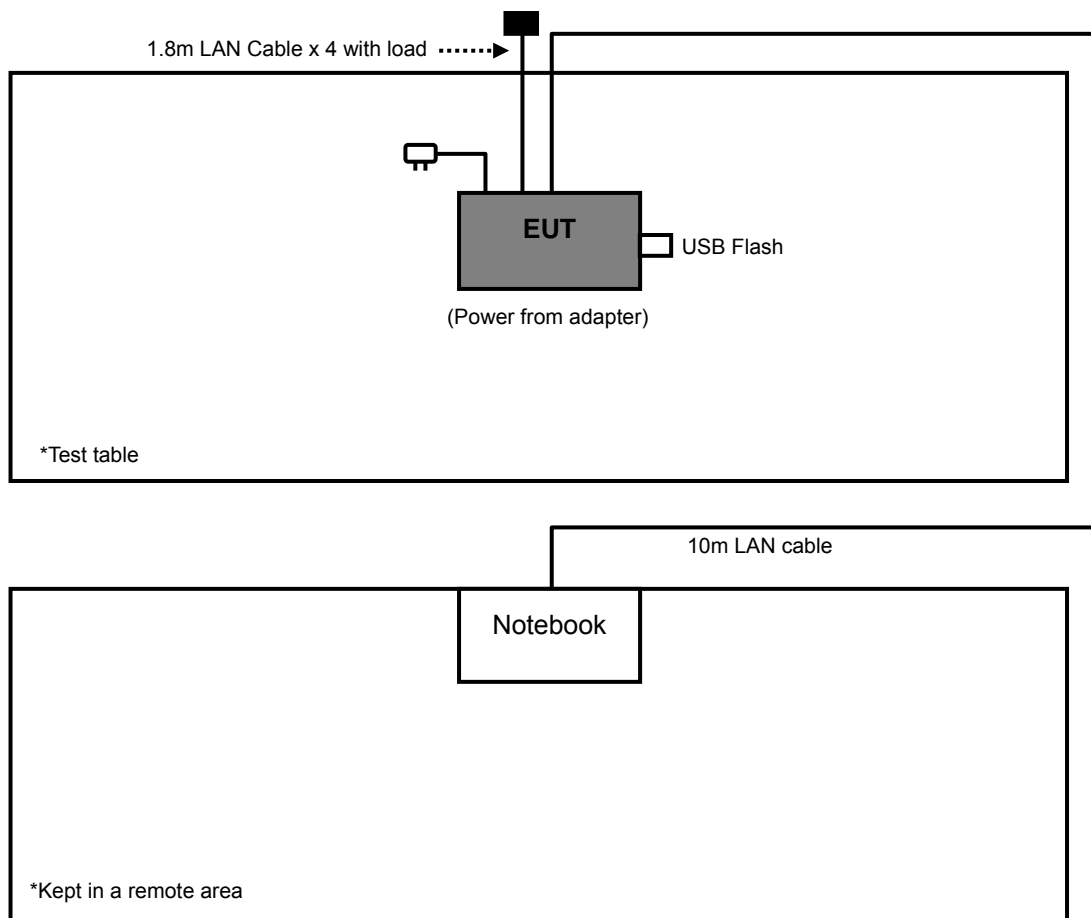 1.8m LAN Cable x 4 with load
EUT
USB Flash
(Power from adapter)
*Test table
10m LAN cable
Notebook
*Kept in a remote area